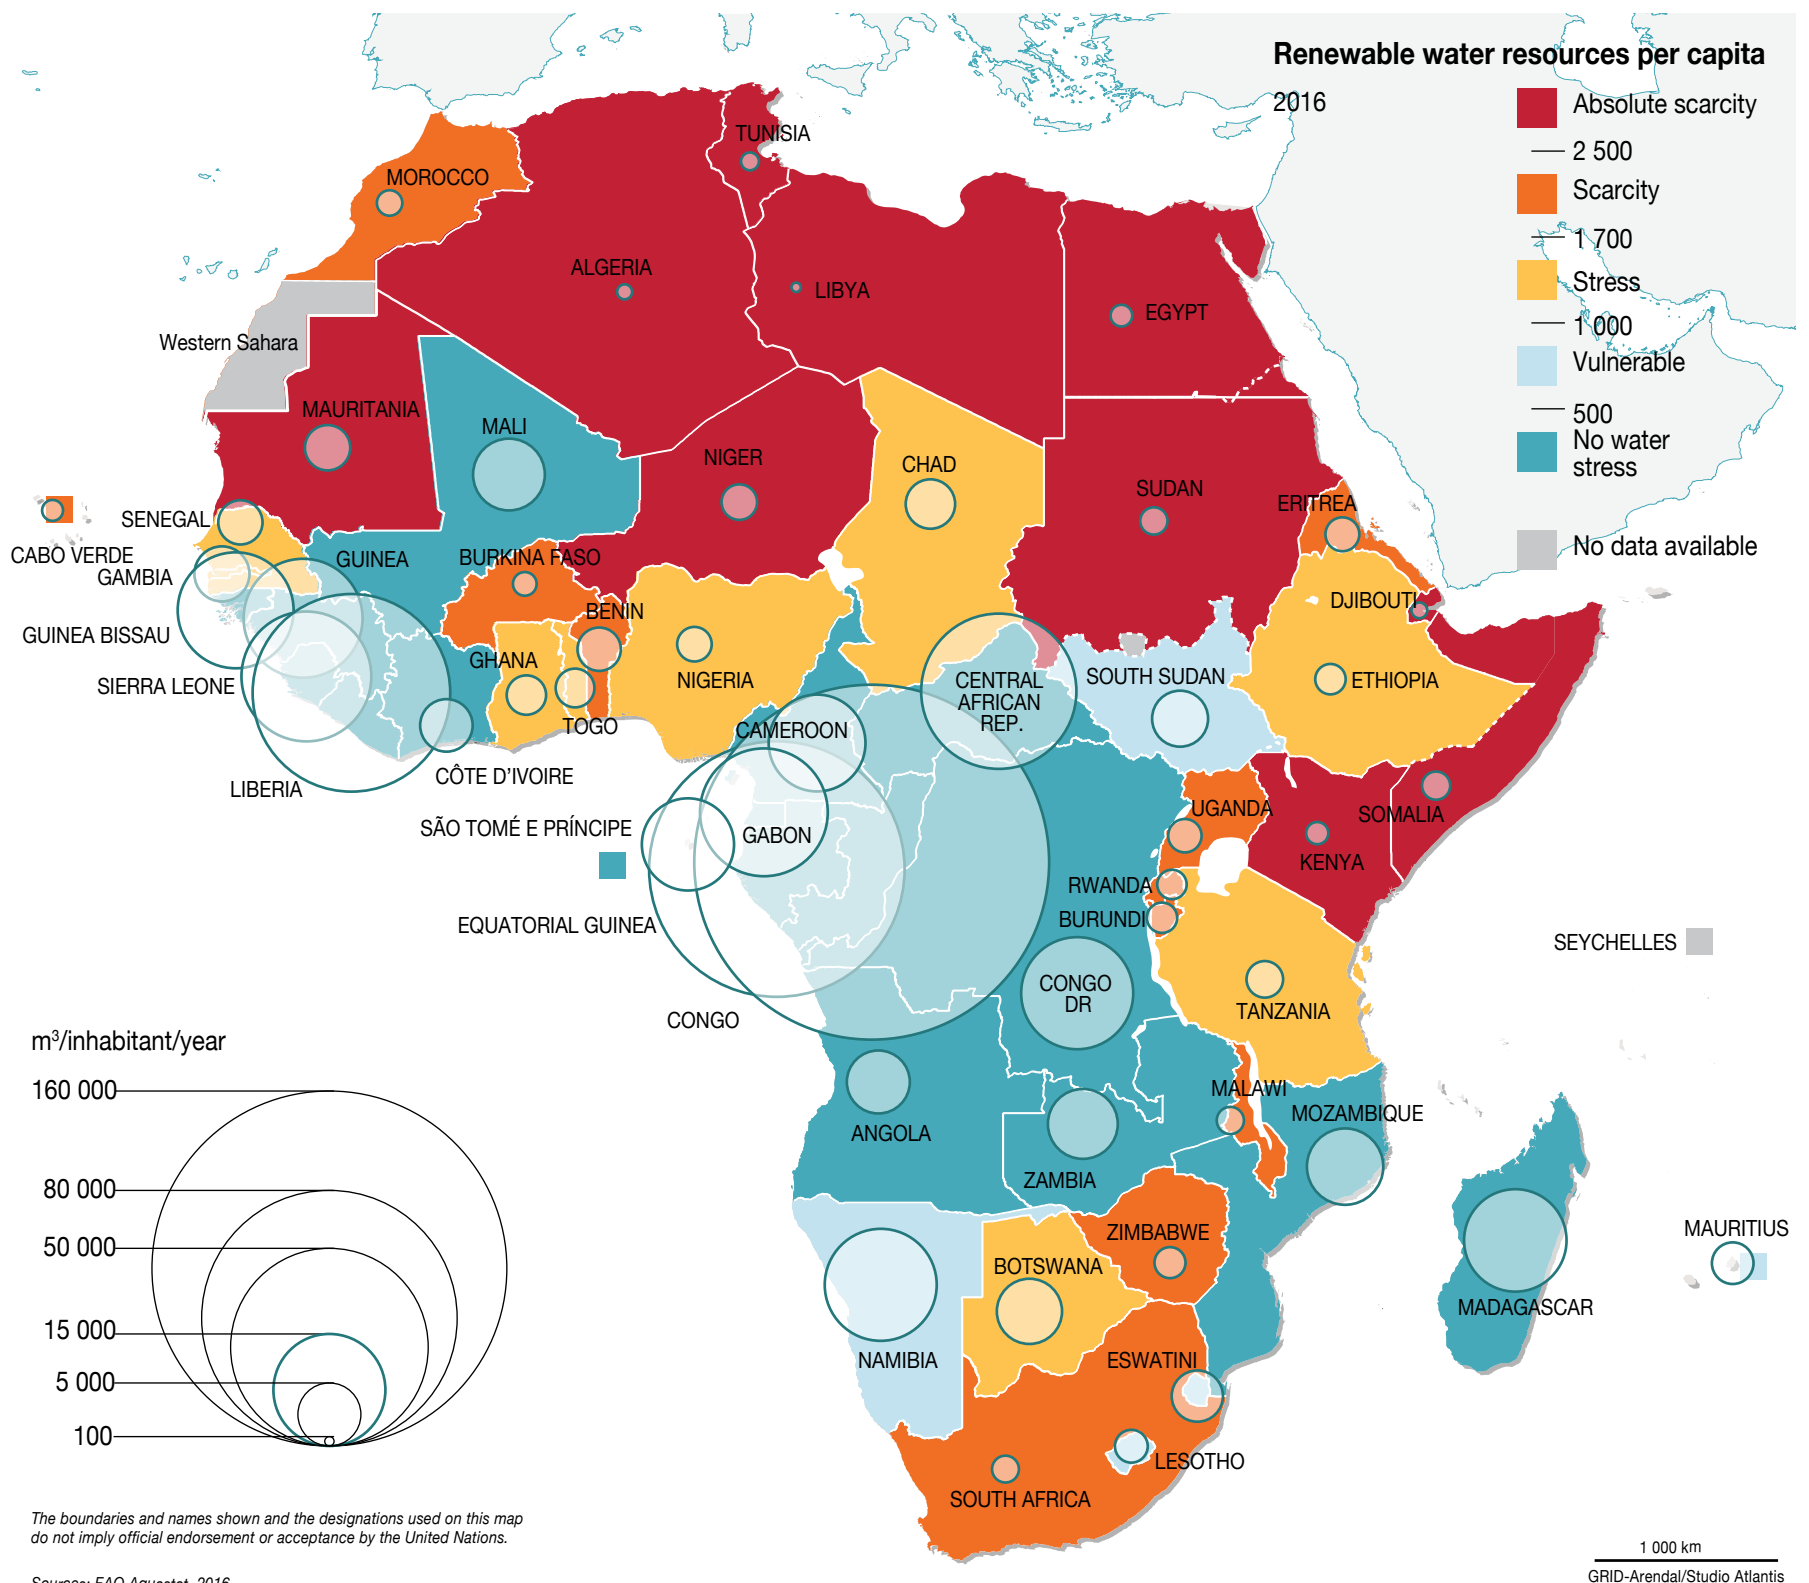 Renewable water resources per capita
2016
Absolute scarcity
2 500
Scarcity
1 700
Stress
1 000
Vulnerable
500
No water
stress
No data available
TUNISIA
MOROCCO
ALGERIA
LIBYA
EGYPT
Western Sahara
MAURITANIA
MALI
NIGER
CHAD
SUDAN
ERITREA
SENEGAL
CABO VERDE
GAMBIA
GUINEA
BURKINA FASO
BENIN
DJIBOUTI
GUINEA BISSAU
GHANA
NIGERIA
CENTRAL
AFRICAN
REP.
SOUTH SUDAN
ETHIOPIA
SIERRA LEONE
TOGO
CAMEROON
LIBERIA
CÔTE D'IVOIRE
UGANDA
SOMALIA
SÃO TOMÉ E PRÍNCIPE
GABON
KENYA
RWANDA
BURUNDI
EQUATORIAL GUINEA
SEYCHELLES
CONGO
DR
TANZANIA
CONGO
MALAWI
MOZAMBIQUE
ANGOLA
ZAMBIA
ZIMBABWE
MAURITIUS
BOTSWANA
MADAGASCAR
NAMIBIA
ESWATINI
LESOTHO
SOUTH AFRICA
m³/inhabitant/year
160 000
80 000
50 000
15 000
5 000
100
The boundaries and names shown and the designations used on this map
do not imply official endorsement or acceptance by the United Nations.
Source: FAO Aquastat, 2016
1 000 km
GRID-Arendal/Studio Atlantis